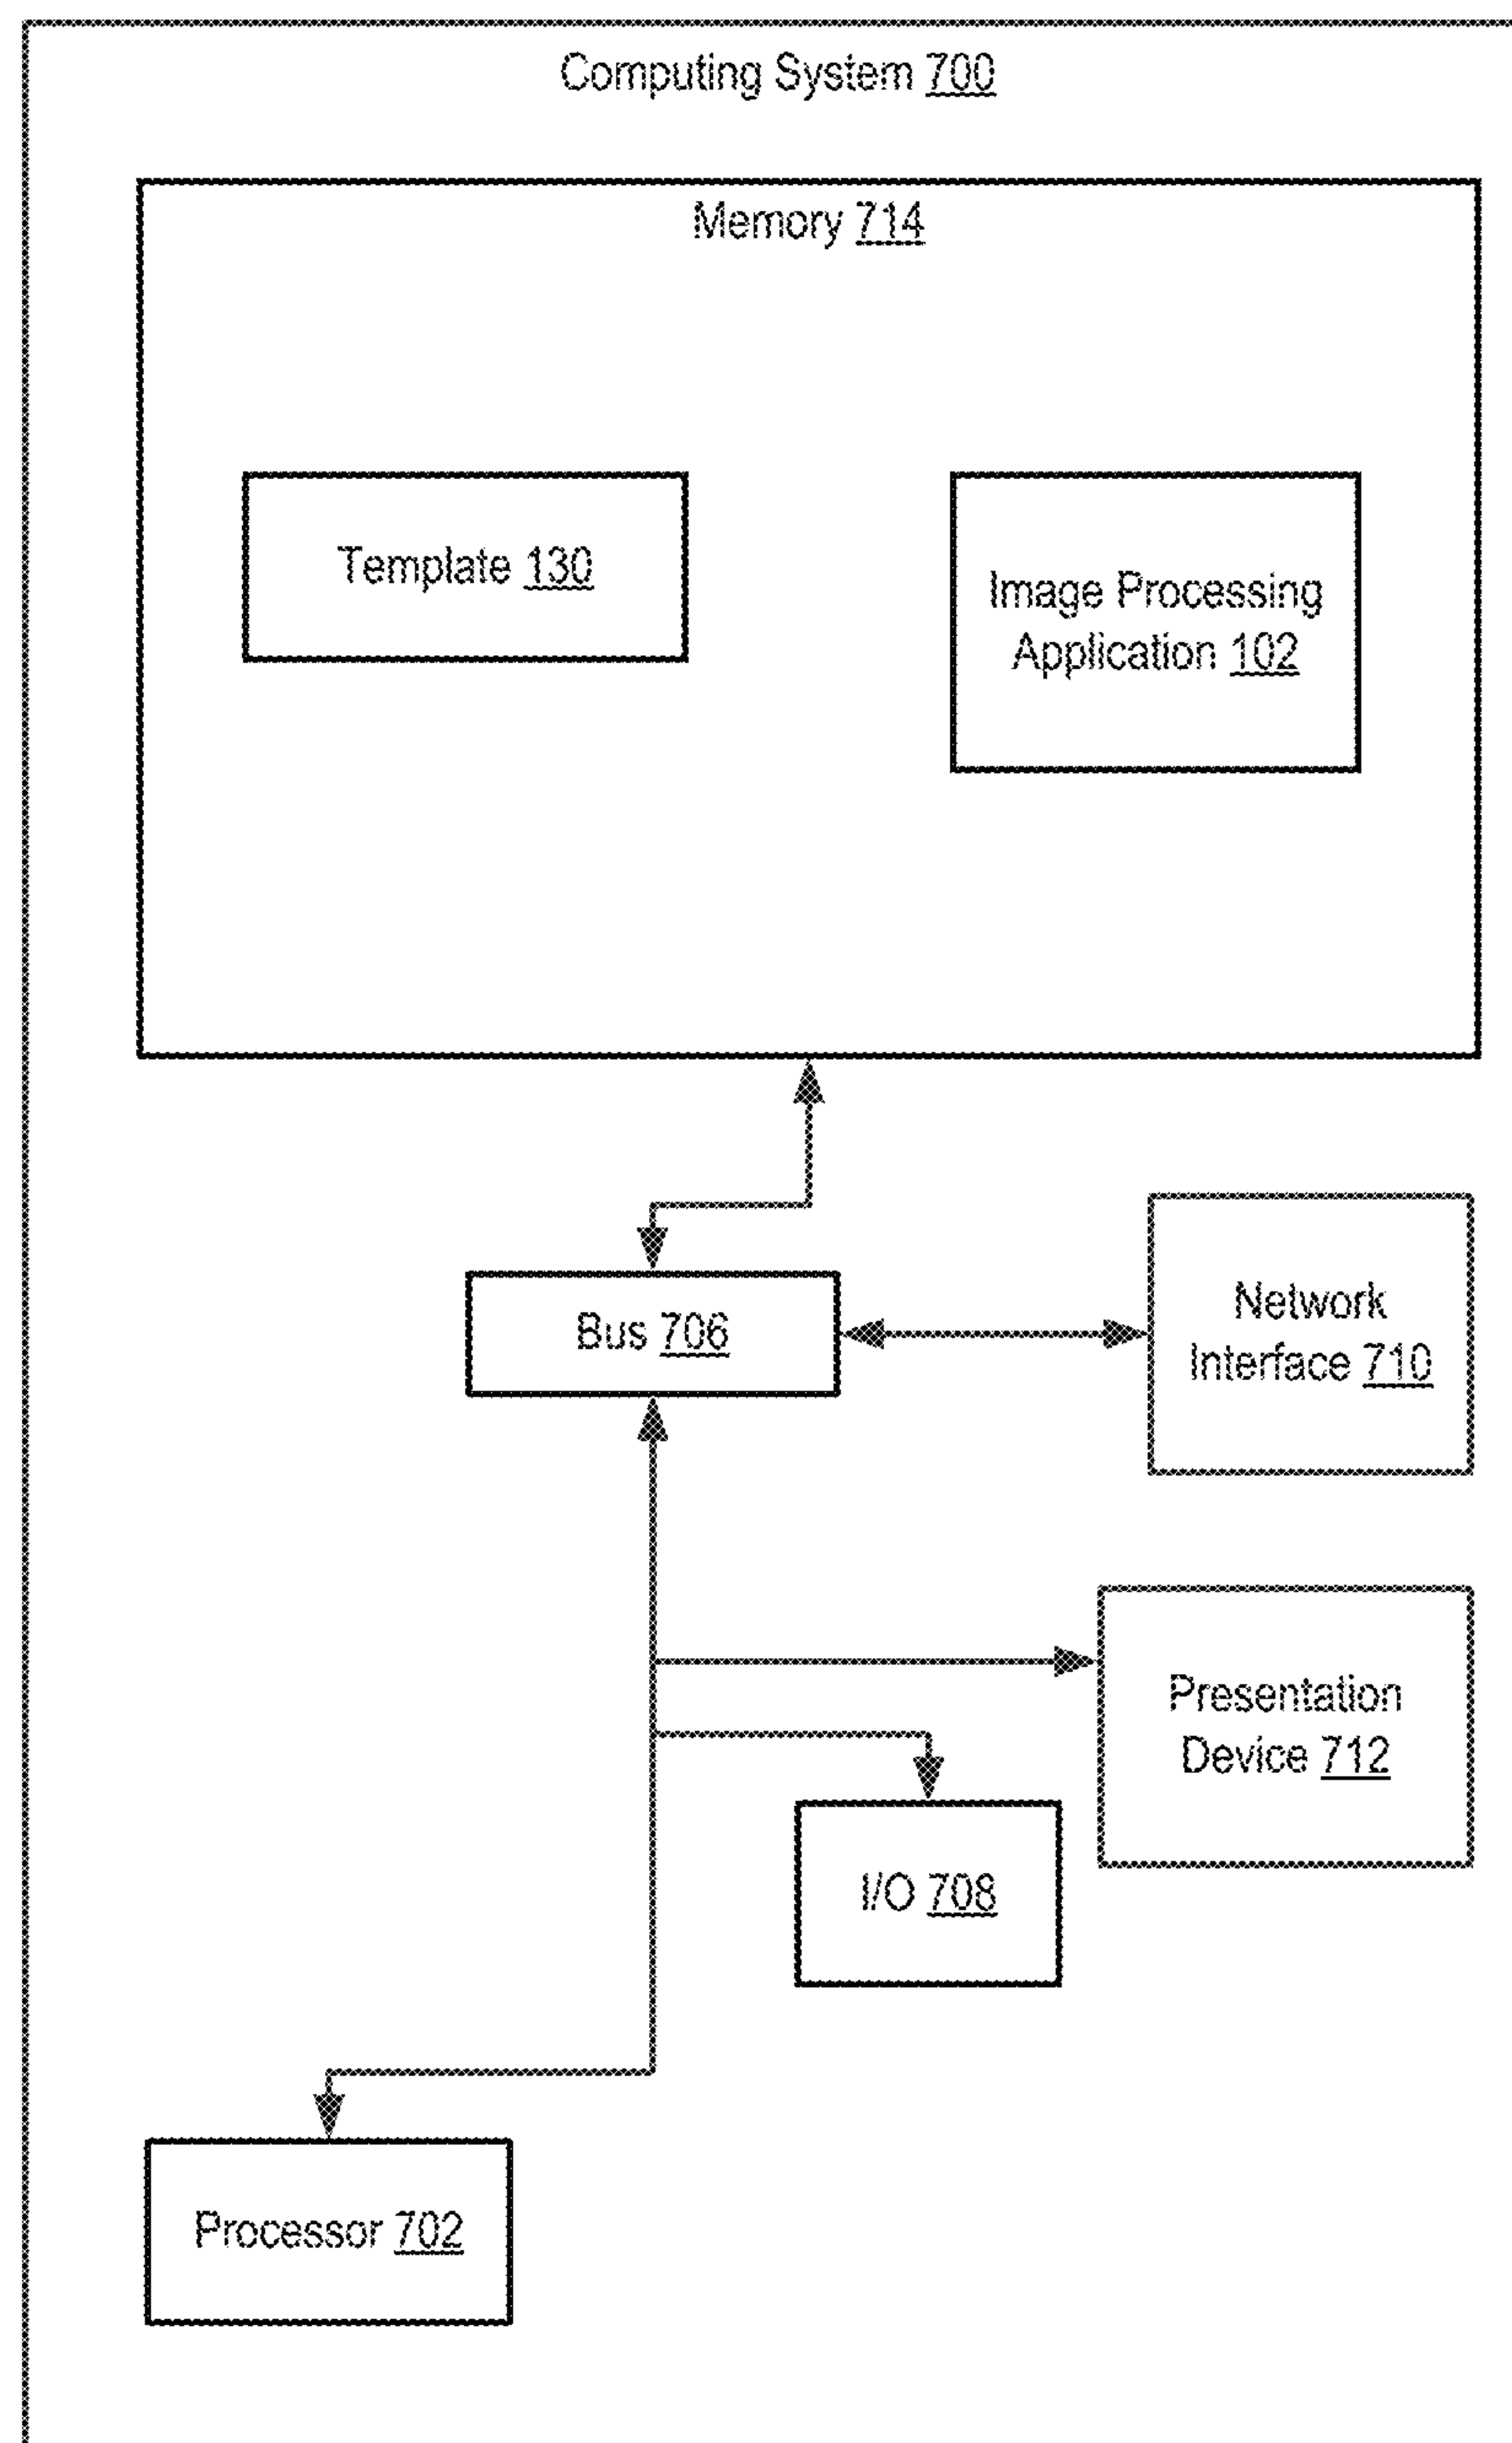 Computing System 700
Memory 714
Template 130
Image Processing
Application 102
Bus 706
Network
Interface 710
Presentation
Device 712
I/O 708
Processor 702